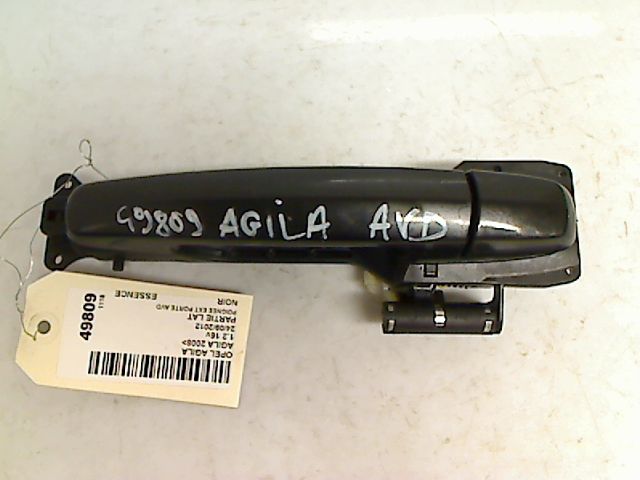 49809 AGILA AVD
OPEL AGILA
AGILA 2008>
1.2 16v
24/09/2012
PARTIE LAT
POIGNEE EXT PORTE AVD
NOIR
ESSENCE
49809
1118